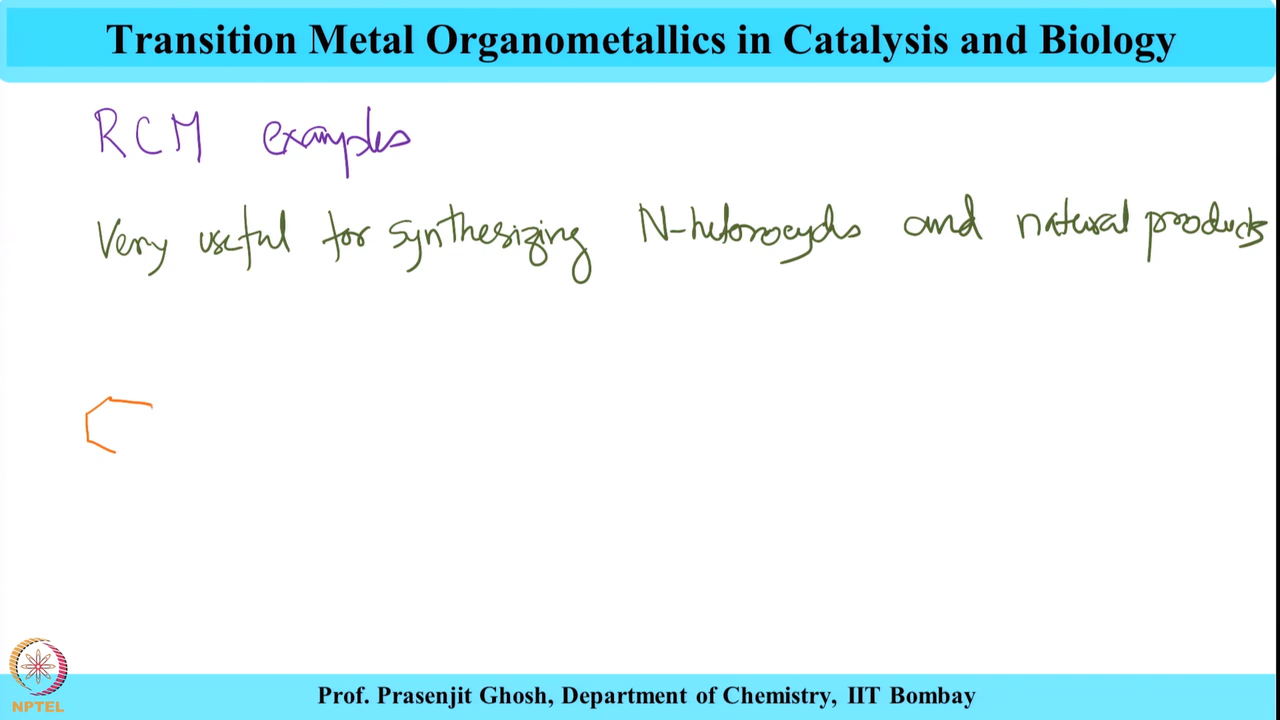 Transition Metal Organometallics in Catalysis and Biology
RCM examples
Very useful for synthesizing N-heterocycls and natural products
NPTEL
Prof. Prasenjit Ghosh, Department of Chemistry, IIT Bombay